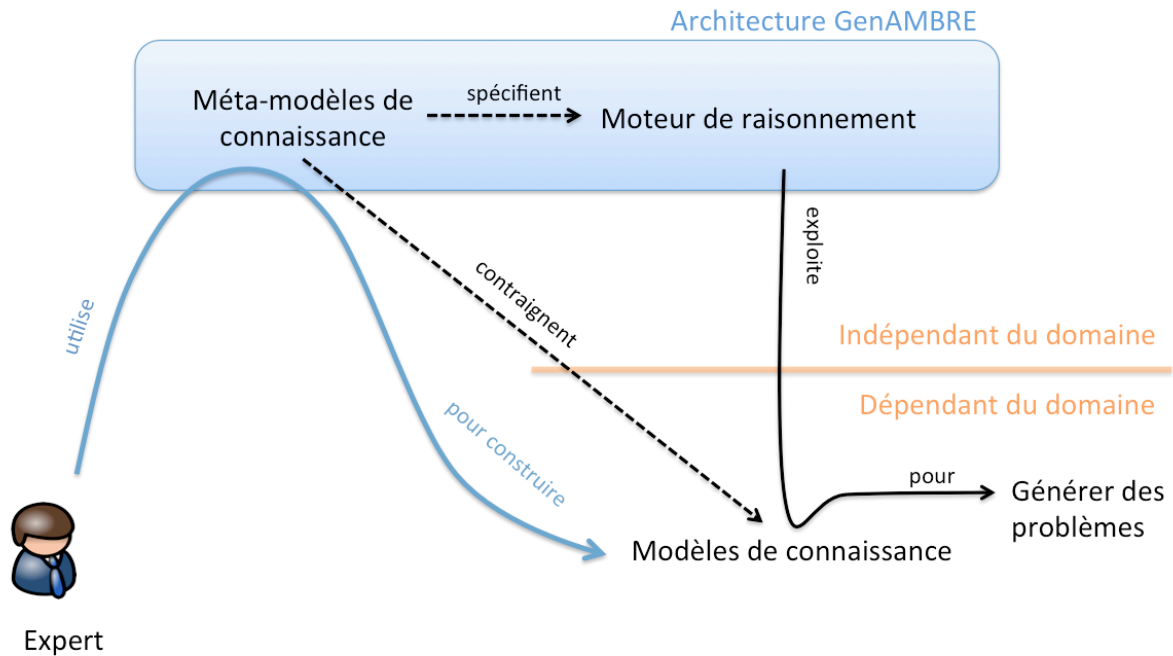 Architecture GenAMBRE
Méta-modèles de
connaissance
spécifient
Moteur de raisonnement
exploite
contraignent
utilise
Indépendant du domaine
Dépendant du domaine
pour construire
pour
Générer des
problèmes
Modèles de connaissance
Expert